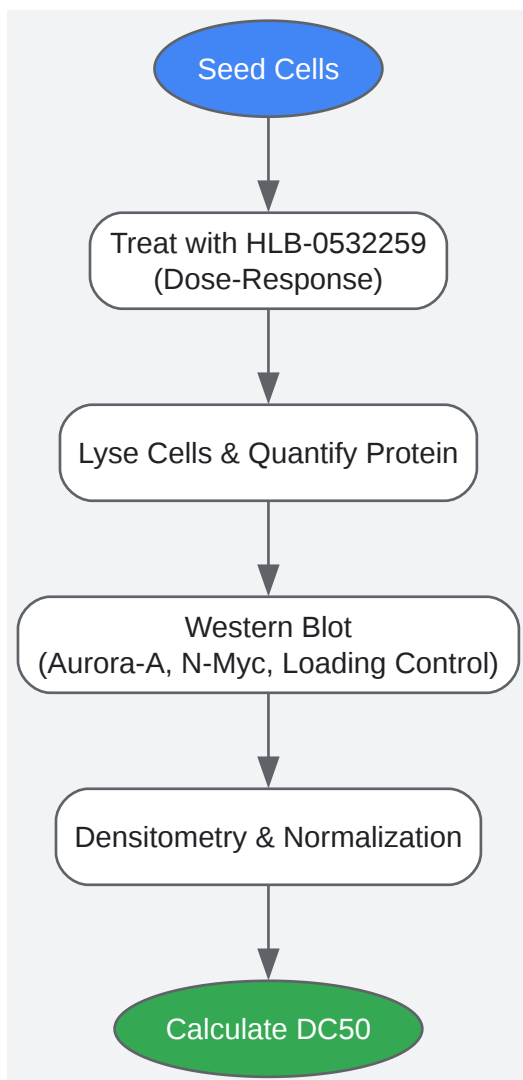 Seed Cells
Treat with HLB-0532259
(Dose-Response)
Lyse Cells & Quantify Protein
Western Blot
(Aurora-A, N-Myc, Loading Control)
Densitometry & Normalization
Calculate DC50